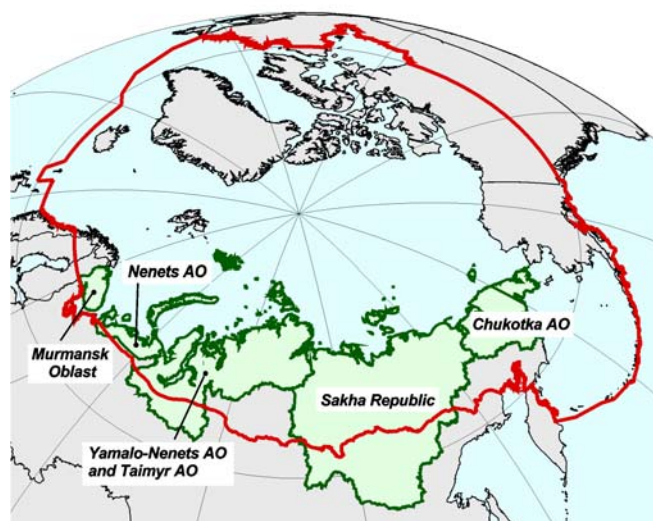 Nenets AO
Murmansk
Oblast
Chukotka AO
Sakha Republic
Yamalo-Nenets AO
and Taimyr AO